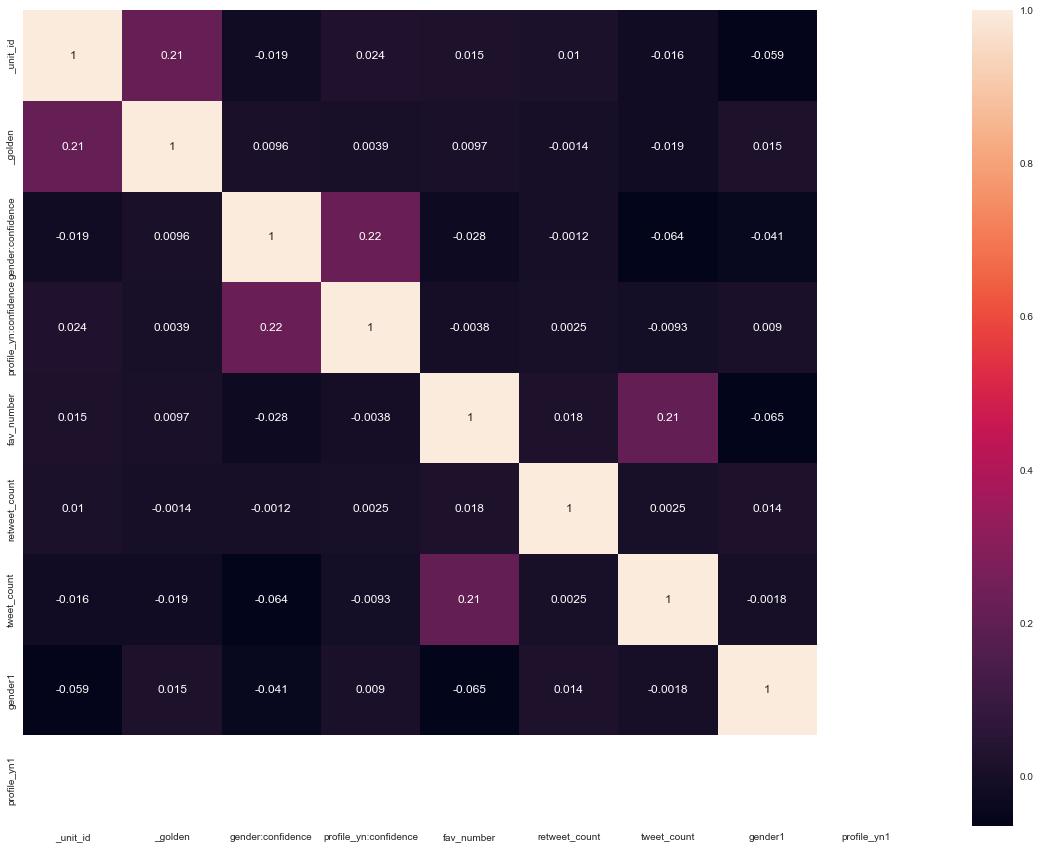 _unit_id 1 0.21 -0.019 0.024 0.015 0.01 -0.016 -0.059
_golden 0.21 1 0.0096 0.0039 0.0097 -0.0014 -0.019 0.015
gender:confidence -0.019 0.0096 1 0.22 -0.028 -0.0012 -0.064 -0.041
profile_yn:confidence 0.024 0.0039 0.22 1 -0.0038 0.0025 -0.0093 0.009
fav_number 0.015 0.0097 -0.028 -0.0038 1 0.018 0.21 -0.065
retweet_count 0.01 -0.0014 -0.0012 0.0025 0.018 1 0.0025 0.014
tweet_count -0.016 -0.019 -0.064 -0.0093 0.21 0.0025 1 -0.0018
gender1 -0.059 0.015 -0.041 0.009 -0.065 0.014 -0.0018 1
profile_yn1
_unit_id _golden gender:confidence profile_yn:confidence fav_number retweet_count tweet_count gender1 profile_yn1
1.0
0.8
0.6
0.4
0.2
0.0